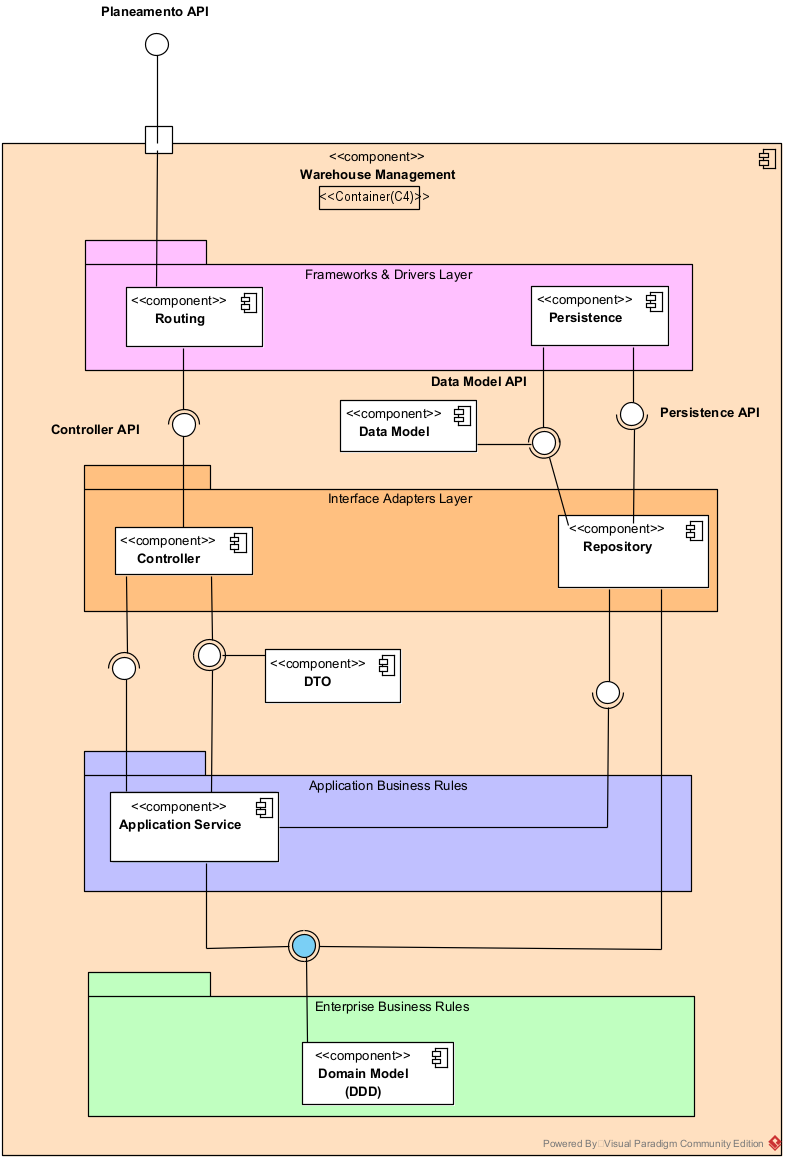 Planeamento API
<<component>>
Warehouse Management
<<Container(C4)>>
Frameworks & Drivers Layer
<<component>>
Routing
<<component>>
Persistence
Data Model API
Controller API
<<component>>
Data Model
Persistence API
Interface Adapters Layer
<<component>>
Controller
<<component>>
Repository
<<component>>
DTO
Application Business Rules
<<component>>
Application Service
Enterprise Business Rules
<<component>>
Domain Model
(DDD)
Powered By Visual Paradigm Community Edition